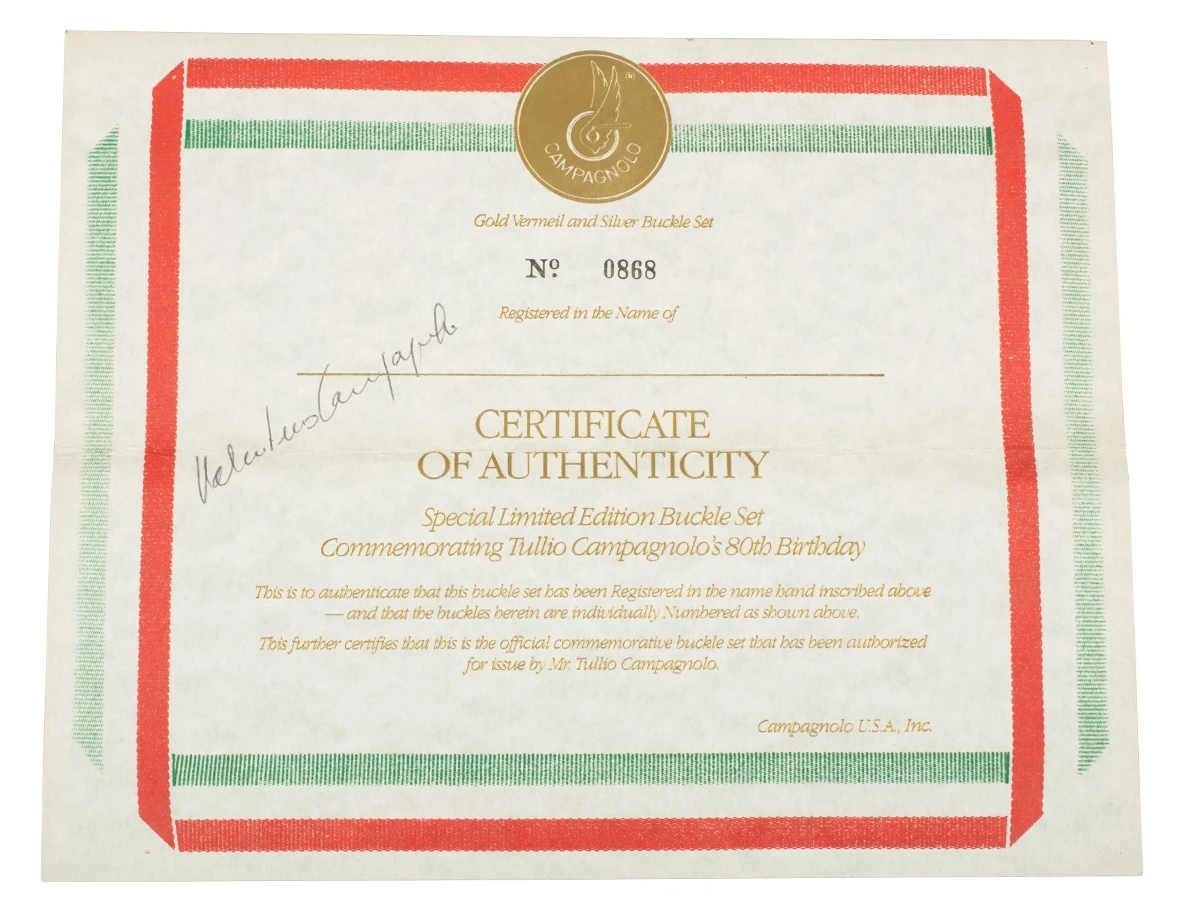 CAMPAGNOLO
®
Gold Vermeil and Silver Buckle Set
Nº 0868
Registered in the Name of
Valentino Campagnolo
CERTIFICATE
OF AUTHENTICITY
Special Limited Edition Buckle Set
Commemorating Tullio Campagnolo's 80th Birthday
This is to authenticate that this buckle set has been Registered in the name hand inscribed above
—and that the buckles herein are individually Numbered as shown above.
This further certifies that this is the official commemorative buckle set that has been authorized
for issue by Mr. Tullio Campagnolo.
Campagnolo U.S.A., Inc.